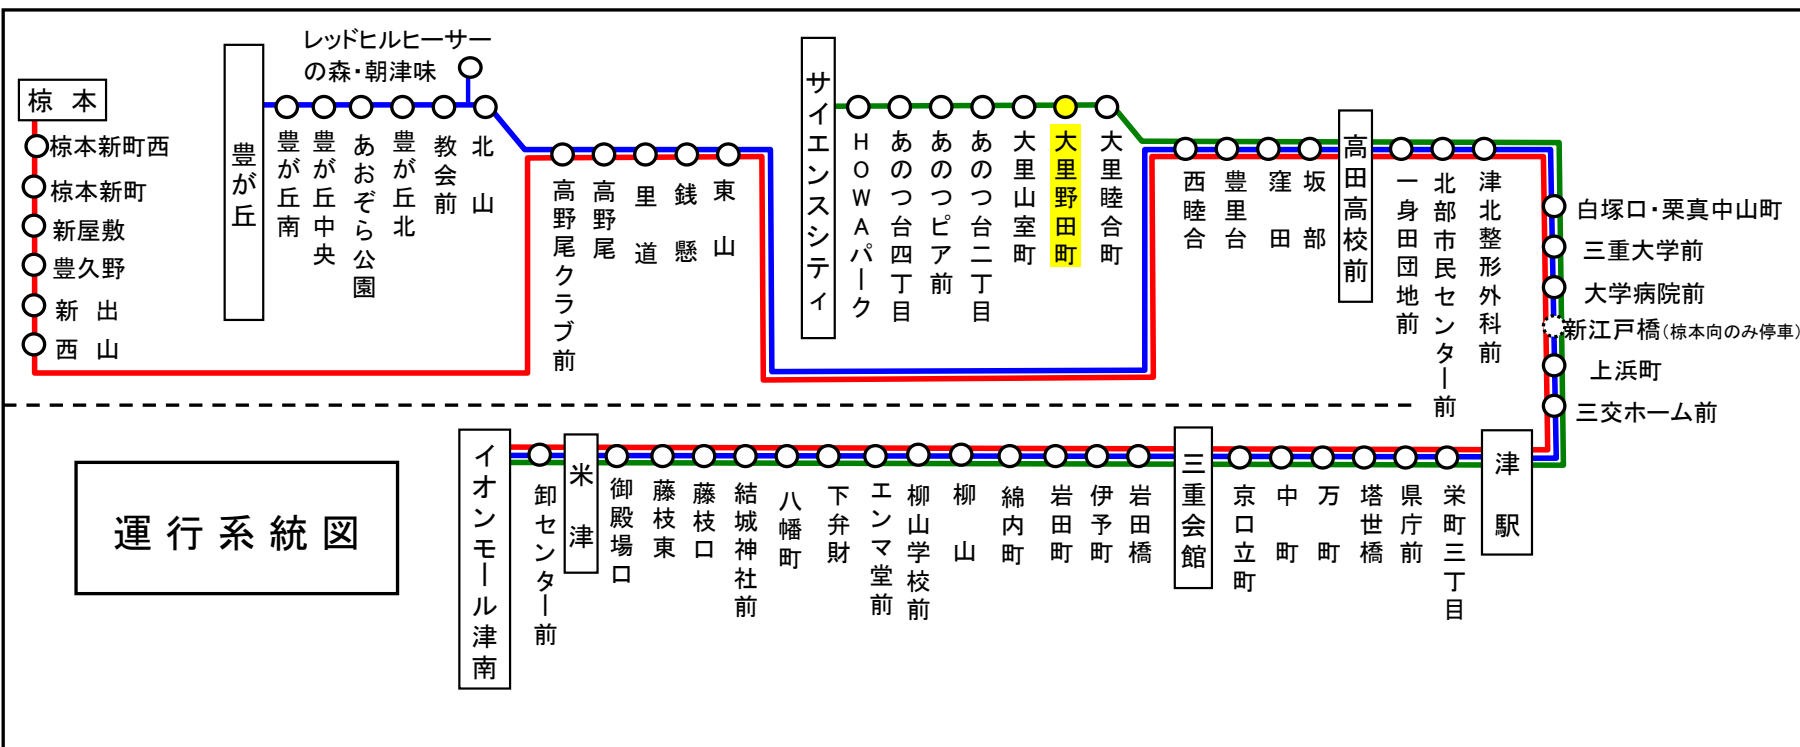 椋本
椋本新町西
椋本新町
新屋敷
豊久野
新出
西山
豊が丘
豊が丘南
豊が丘中央
あおぞら公園
豊が丘北
教会前
レッドヒルヒーサー
の森・朝津味
北山
高野尾クラブ前
高野尾
里道
銭懸
東山
サイエンスシティ
HOWAパーク
あのつ台四丁目
あのつピア前
あのつ台二丁目
大里山室町
大里野田町
大里睦合町
西睦合
豊里台
窪田
坂部
高田高校前
一身田団地前
北部市民センター前
津北整形外科前
白塚口・栗真中山町
三重大学前
大学病院前
新江戸橋(椋本向のみ停車)
上浜町
三交ホーム前
津駅
栄町三丁目
県庁前
塔世橋
万町
中町
京口立町
三重会館
岩田橋
伊予町
岩田町
綿内町
柳山
柳山学校前
エンマ堂前
下弁財
八幡町
結城神社前
藤枝口
藤枝東
御殿場口
米津
卸センター前
イオンモール津南
運行系統図